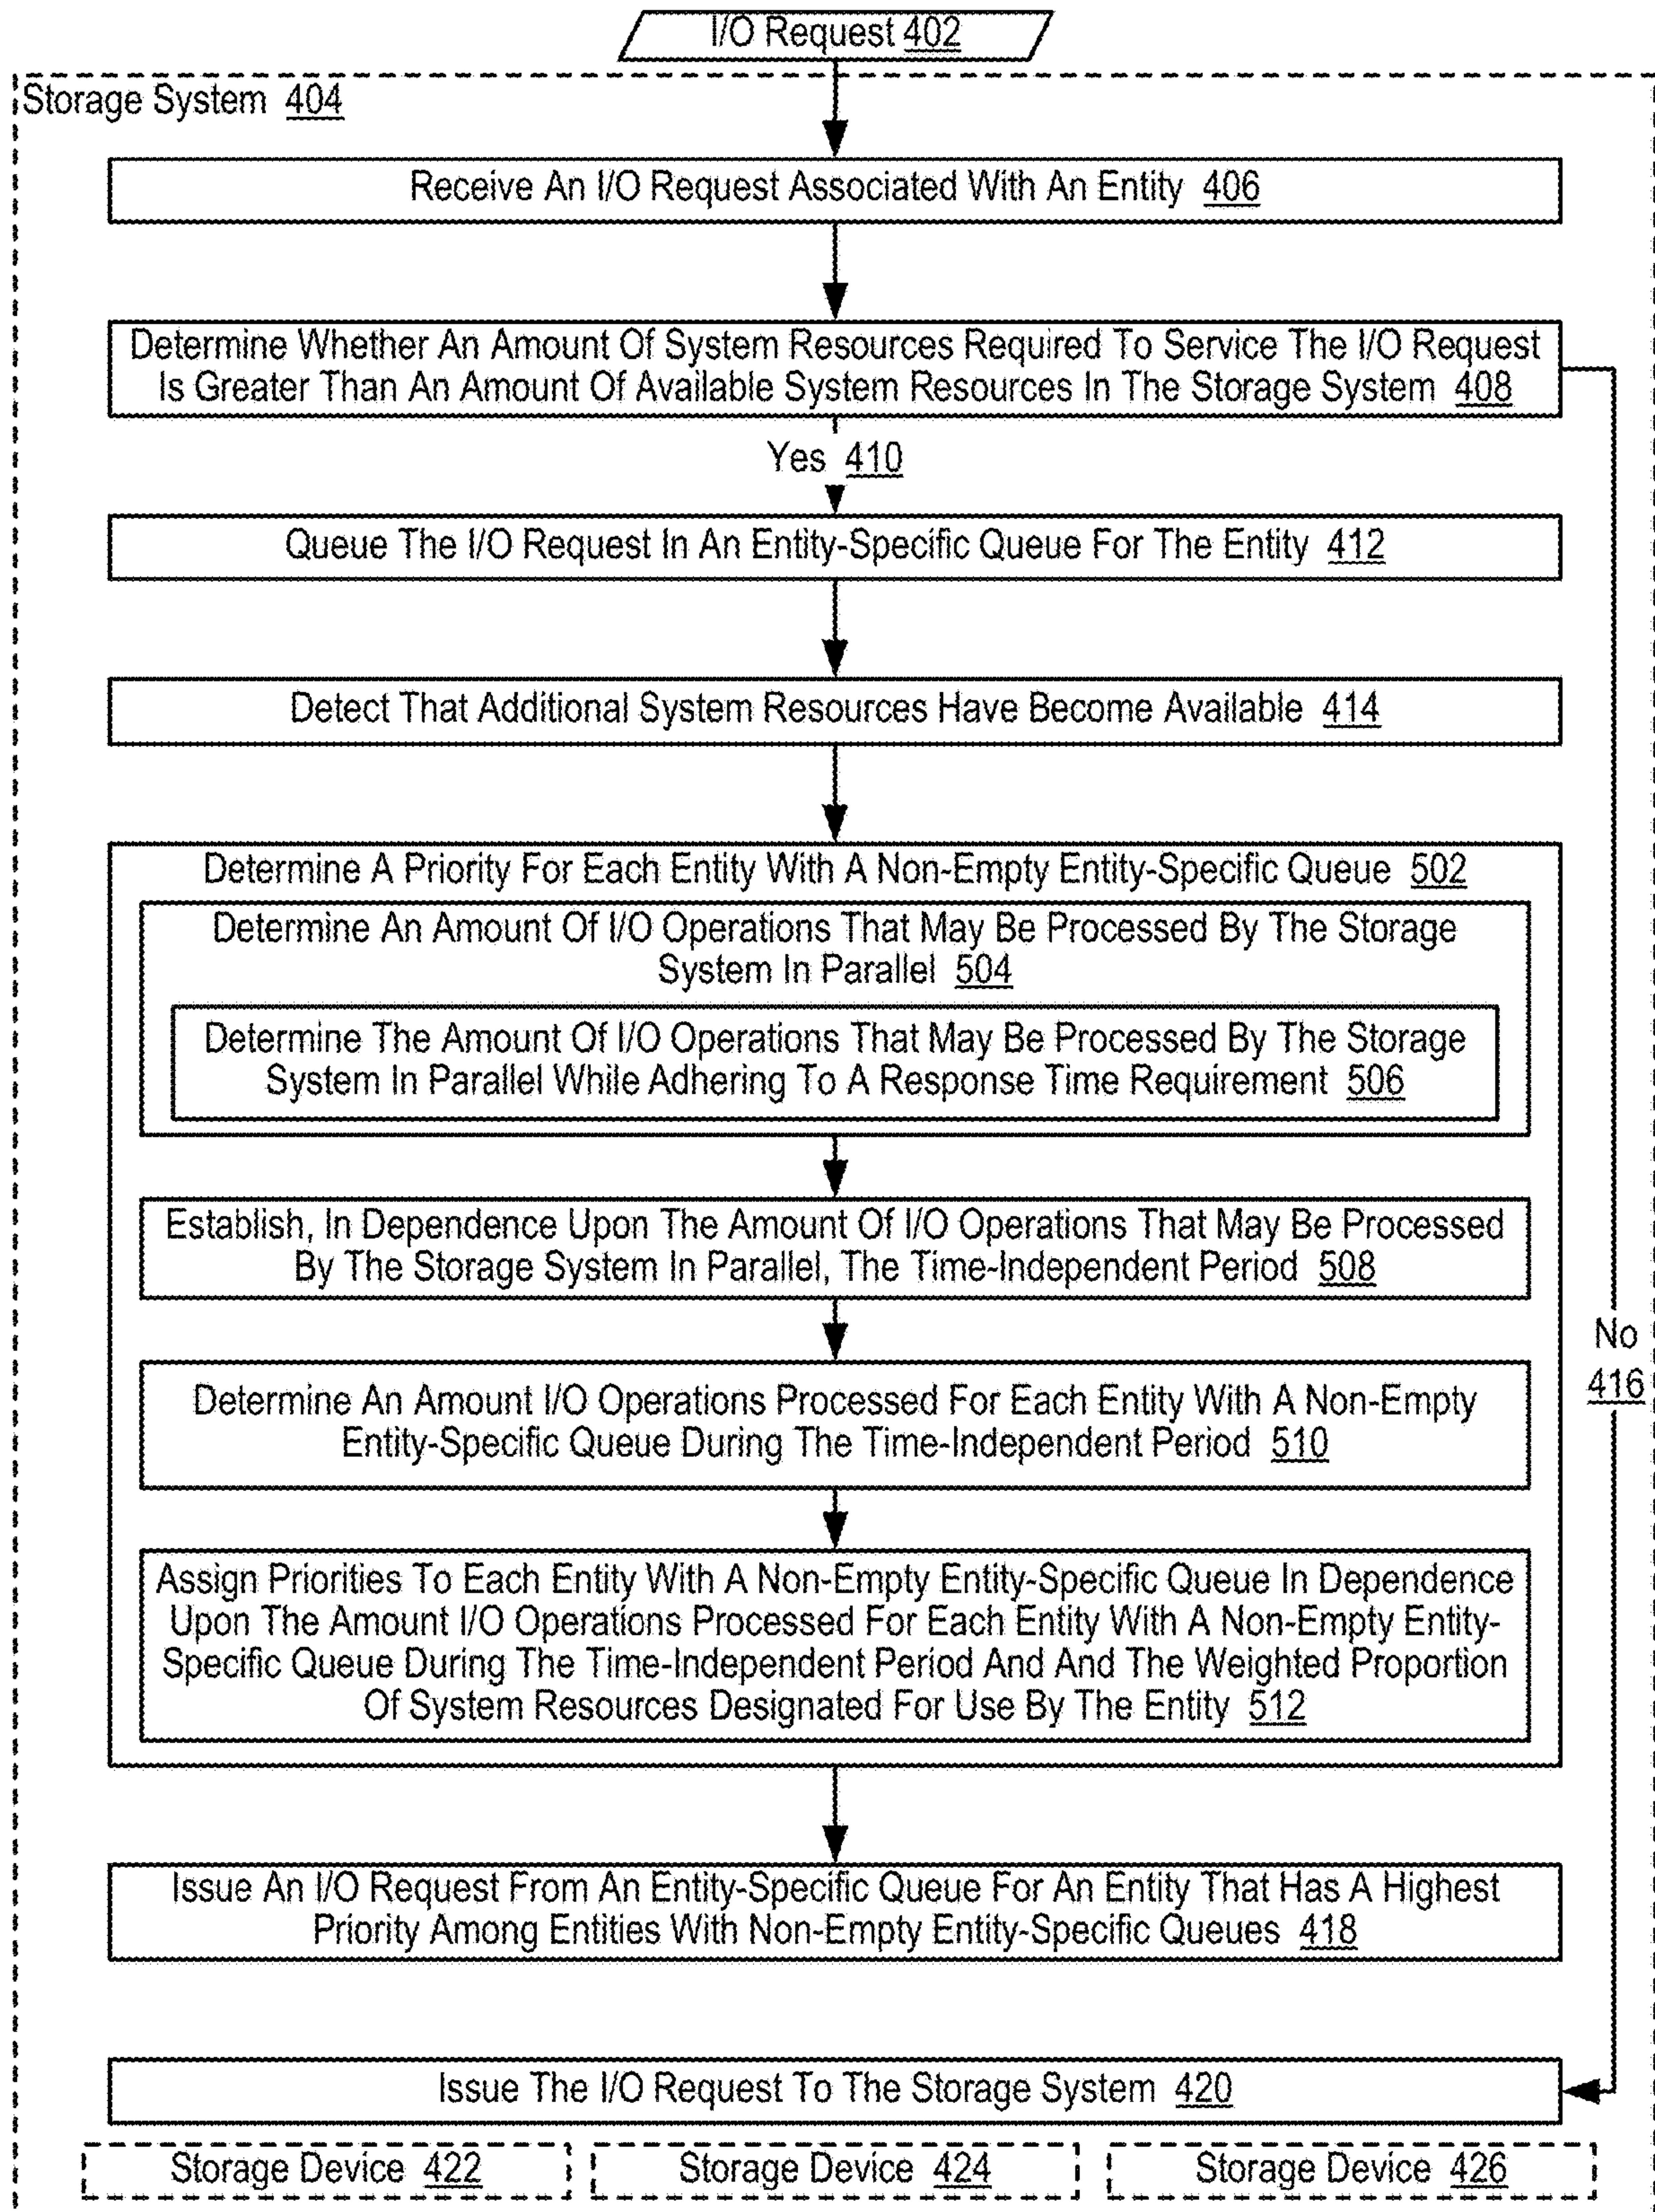 I/O Request 402
Storage System 404
Receive An I/O Request Associated With An Entity 406
Determine Whether An Amount Of System Resources Required To Service The I/O Request
Is Greater Than An Amount Of Available System Resources In The Storage System 408
Yes 410
Queue The I/O Request In An Entity-Specific Queue For The Entity 412
Detect That Additional System Resources Have Become Available 414
Determine A Priority For Each Entity With A Non-Empty Entity-Specific Queue 502
Determine An Amount Of I/O Operations That May Be Processed By The Storage
System In Parallel 504
Determine The Amount Of I/O Operations That May Be Processed By The Storage
System In Parallel While Adhering To A Response Time Requirement 506
Establish, In Dependence Upon The Amount Of I/O Operations That May Be Processed
By The Storage System In Parallel, The Time-Independent Period 508
No
416
Determine An Amount I/O Operations Processed For Each Entity With A Non-Empty
Entity-Specific Queue During The Time-Independent Period 510
Assign Priorities To Each Entity With A Non-Empty Entity-Specific Queue In Dependence
Upon The Amount I/O Operations Processed For Each Entity With A Non-Empty Entity-
Specific Queue During The Time-Independent Period And And The Weighted Proportion
Of System Resources Designated For Use By The Entity 512
Issue An I/O Request From An Entity-Specific Queue For An Entity That Has A Highest
Priority Among Entities With Non-Empty Entity-Specific Queues 418
Issue The I/O Request To The Storage System 420
Storage Device 422
Storage Device 424
Storage Device 426